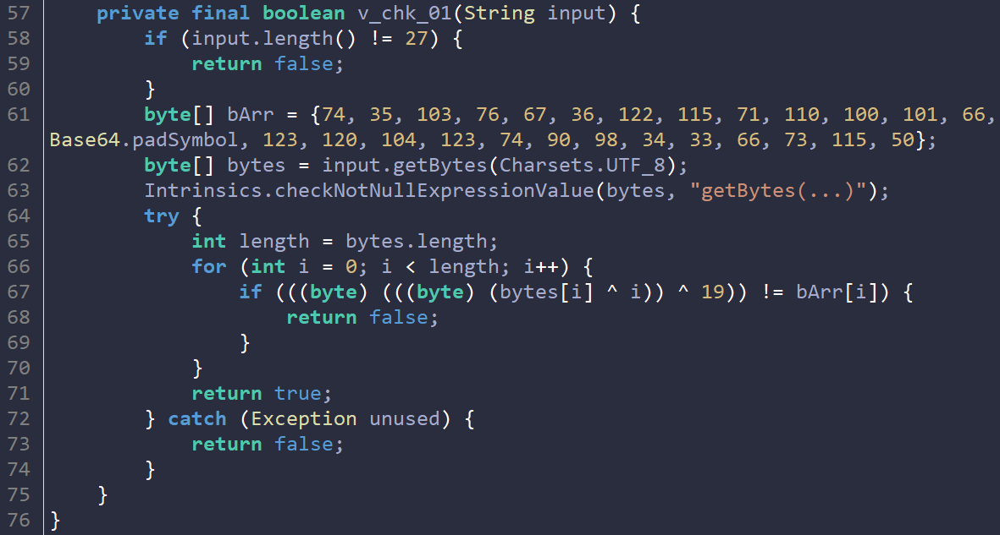 57     private final boolean v_chk_01(String input) {
58         if (input.length() != 27) {
59             return false;
60         }
61         byte[] bArr = {74, 35, 103, 76, 67, 36, 122, 115, 71, 110, 100, 101, 66,
Base64.padSymbol, 123, 120, 104, 123, 74, 90, 98, 34, 33, 66, 73, 115, 50};
62         byte[] bytes = input.getBytes(Charsets.UTF_8);
63         Intrinsics.checkNotNullExpressionValue(bytes, "getBytes(...)");
64         try {
65             int length = bytes.length;
66             for (int i = 0; i < length; i++) {
67                 if (((byte) (((byte) (bytes[i] ^ i)) ^ 19)) != bArr[i]) {
68                     return false;
69                 }
70             }
71             return true;
72         } catch (Exception unused) {
73             return false;
74         }
75     }
76 }